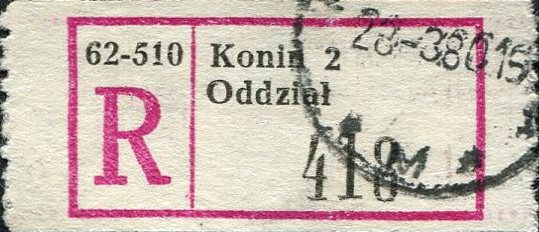 62-510
R
Konin 2
Oddział
418
M